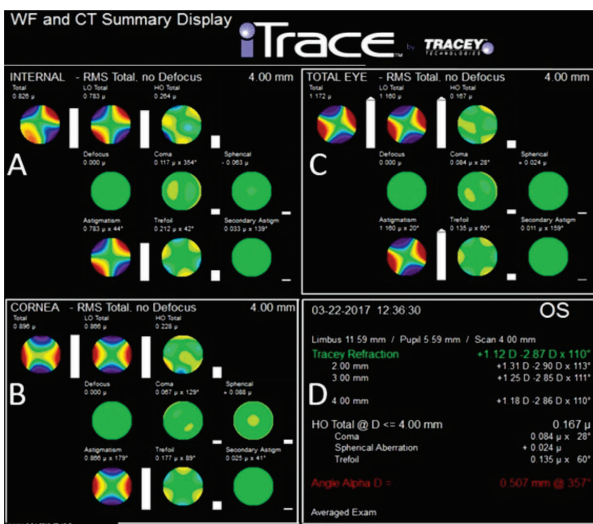 WF and CT Summary Display
iTrace™ by TRACEY
TECHNOLOGIES
INTERNAL - RMS Total. no Defocus 4.00 mm
Total LO Total HO Total
0.826 µ 0.783 µ 0.264 µ
A
Defocus Coma Spherical
0.000 µ 0.117 µ x 354° - 0.063 µ
Astigmatism Trefoil Secondary Astigm
0.783 µ x 44° 0.212 µ x 42° 0.033 µ x 139°
TOTAL EYE - RMS Total. no Defocus 4.00 mm
Total LO Total HO Total
1.172 µ 1.160 µ 0.167 µ
C
Defocus Coma Spherical
0.000 µ 0.084 µ x 28° + 0.024 µ
Astigmatism Trefoil Secondary Astigm
1.160 µ x 20° 0.135 µ x 60° 0.011 µ x 159°
CORNEA - RMS Total. no Defocus 4.00 mm
Total LO Total HO Total
0.896 µ 0.866 µ 0.228 µ
B
Defocus Coma Spherical
0.000 µ 0.067 µ x 129° + 0.088 µ
Astigmatism Trefoil Secondary Astigm
0.866 µ x 179° 0.177 µ x 89° 0.025 µ x 41°
03-22-2017 12:36:30 OS
Limbus 11.59 mm / Pupil 5.59 mm / Scan 4.00 mm
Tracey Refraction +1.12 D -2.87 D x 110°
2.00 mm +1.31 D -2.90 D x 113°
3.00 mm +1.25 D -2.85 D x 111°
D
4.00 mm +1.18 D -2.86 D x 110°
HO Total @ D <= 4.00 mm 0.167 µ
Coma 0.084 µ x 28°
Spherical Aberration + 0.024 µ
Trefoil 0.135 µ x 60°
Angle Alpha D = 0.507 mm @ 357°
Averaged Exam